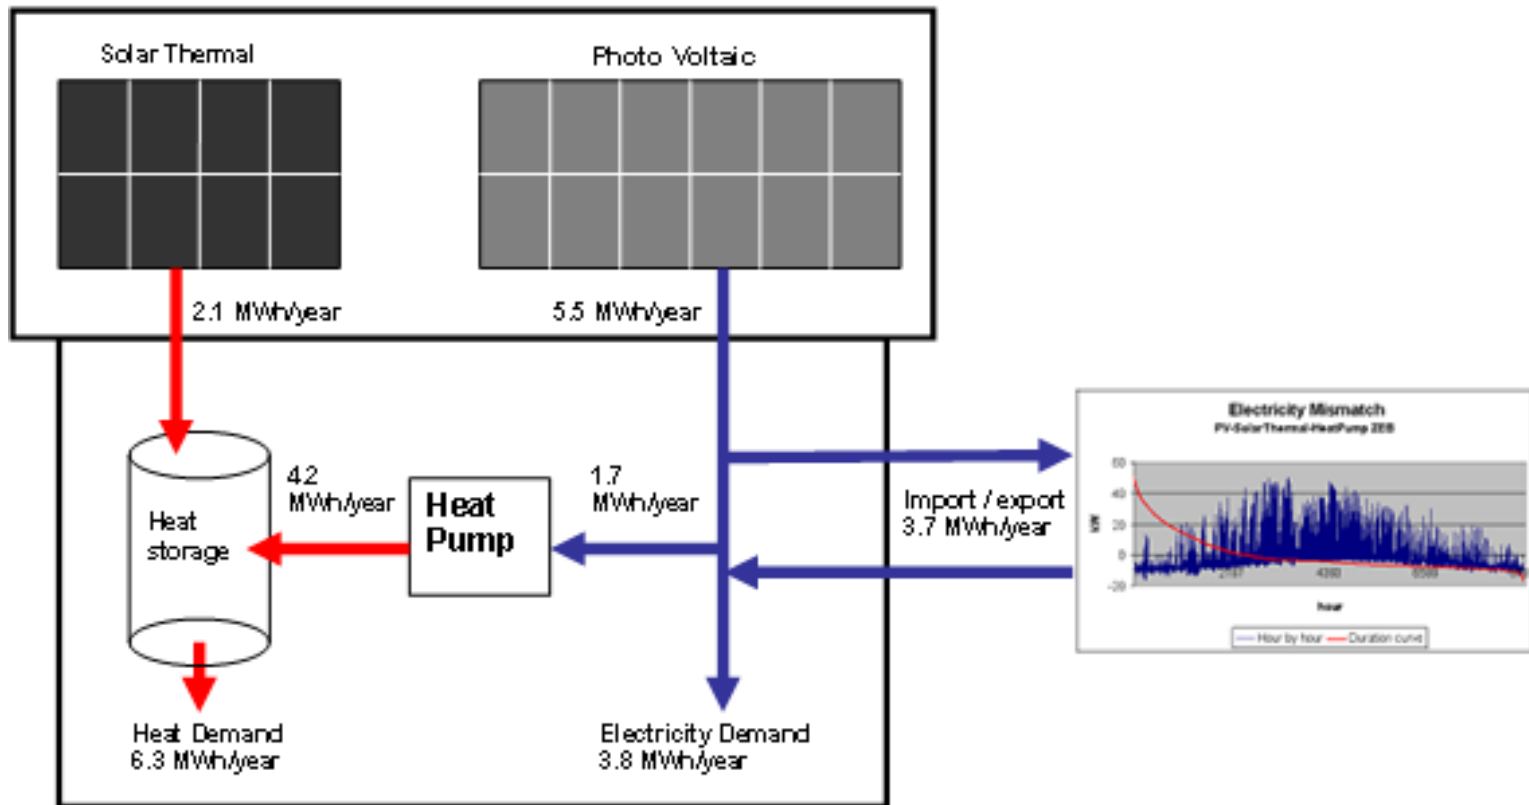 Solar Thermal
Photo Voltaic
2.1 MWh/year
5.5 MWh/year
4.2
MWh/year
1.7
MWh/year
Heat
Pump
Heat
storage
Import / export
3.7 MWh/year
Heat Demand
6.3 MWh/year
Electricity Demand
3.8 MWh/year
Electricity Mismatch
PV-SolarThermal-HeatPump ZEB
kW
40
20
0
-20
hour
Hour by hour
Duration curve